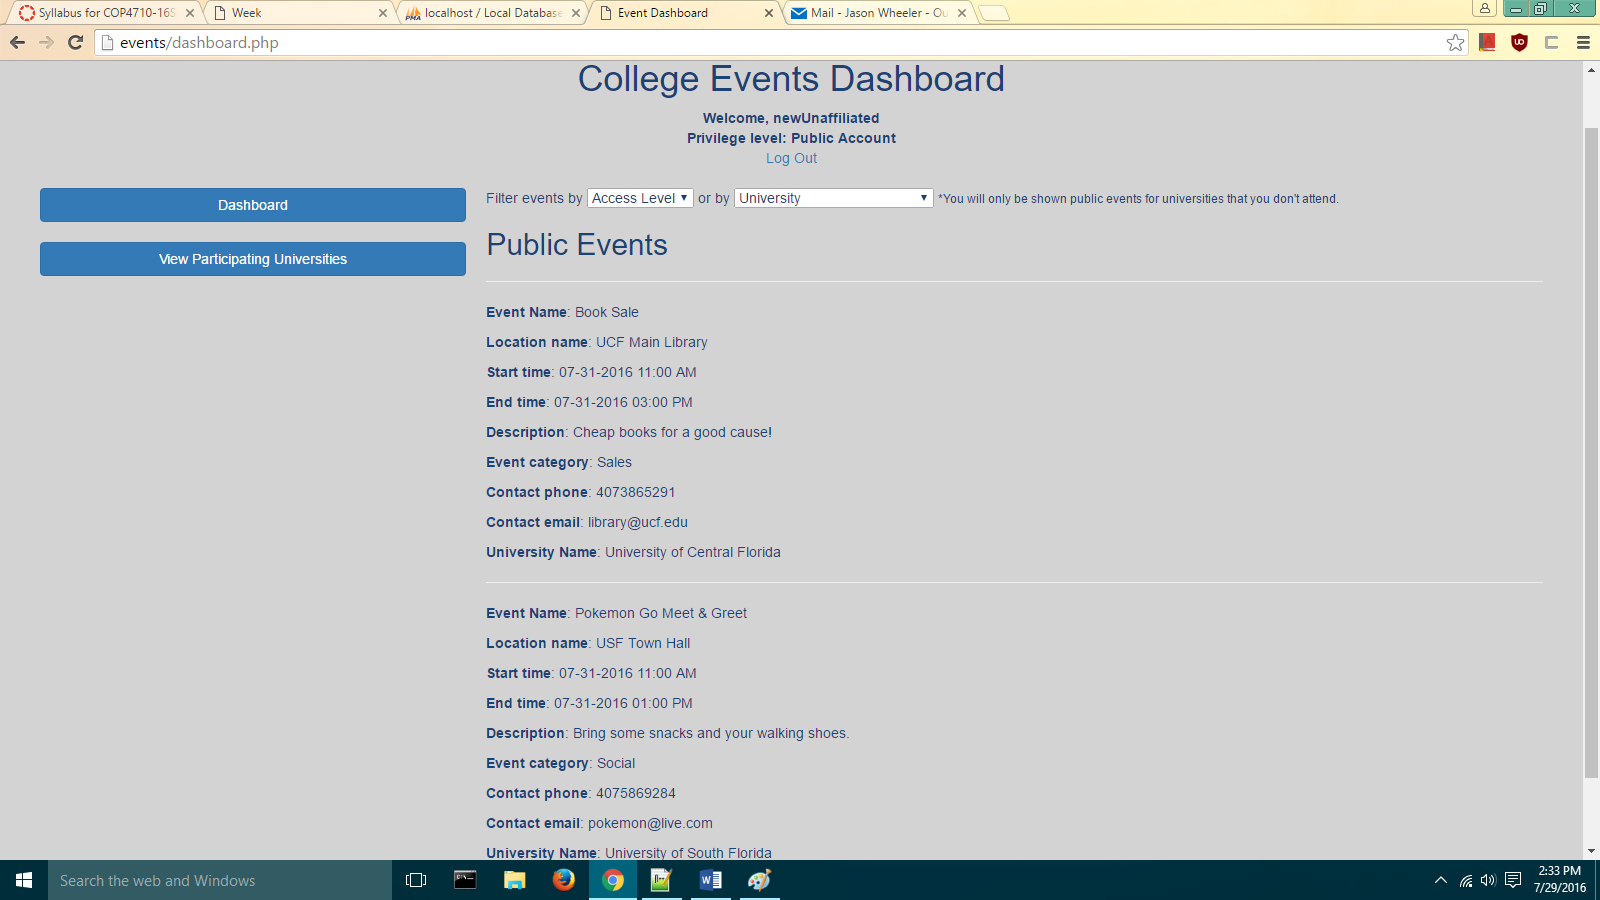 Syllabus for COP4710-16S
Week
localhost / Local Database
Event Dashboard
Mail - Jason Wheeler - Ou
events/dashboard.php
College Events Dashboard
Welcome, newUnaffiliated
Privilege level: Public Account
Log Out
Dashboard
View Participating Universities
Filter events by Access Level or by University *You will only be shown public events for universities that you don't attend.
Public Events
Event Name: Book Sale
Location name: UCF Main Library
Start time: 07-31-2016 11:00 AM
End time: 07-31-2016 03:00 PM
Description: Cheap books for a good cause!
Event category: Sales
Contact phone: 4073865291
Contact email: library@ucf.edu
University Name: University of Central Florida
Event Name: Pokemon Go Meet & Greet
Location name: USF Town Hall
Start time: 07-31-2016 11:00 AM
End time: 07-31-2016 01:00 PM
Description: Bring some snacks and your walking shoes.
Event category: Social
Contact phone: 4075869284
Contact email: pokemon@live.com
University Name: University of South Florida
Search the web and Windows
2:33 PM
7/29/2016